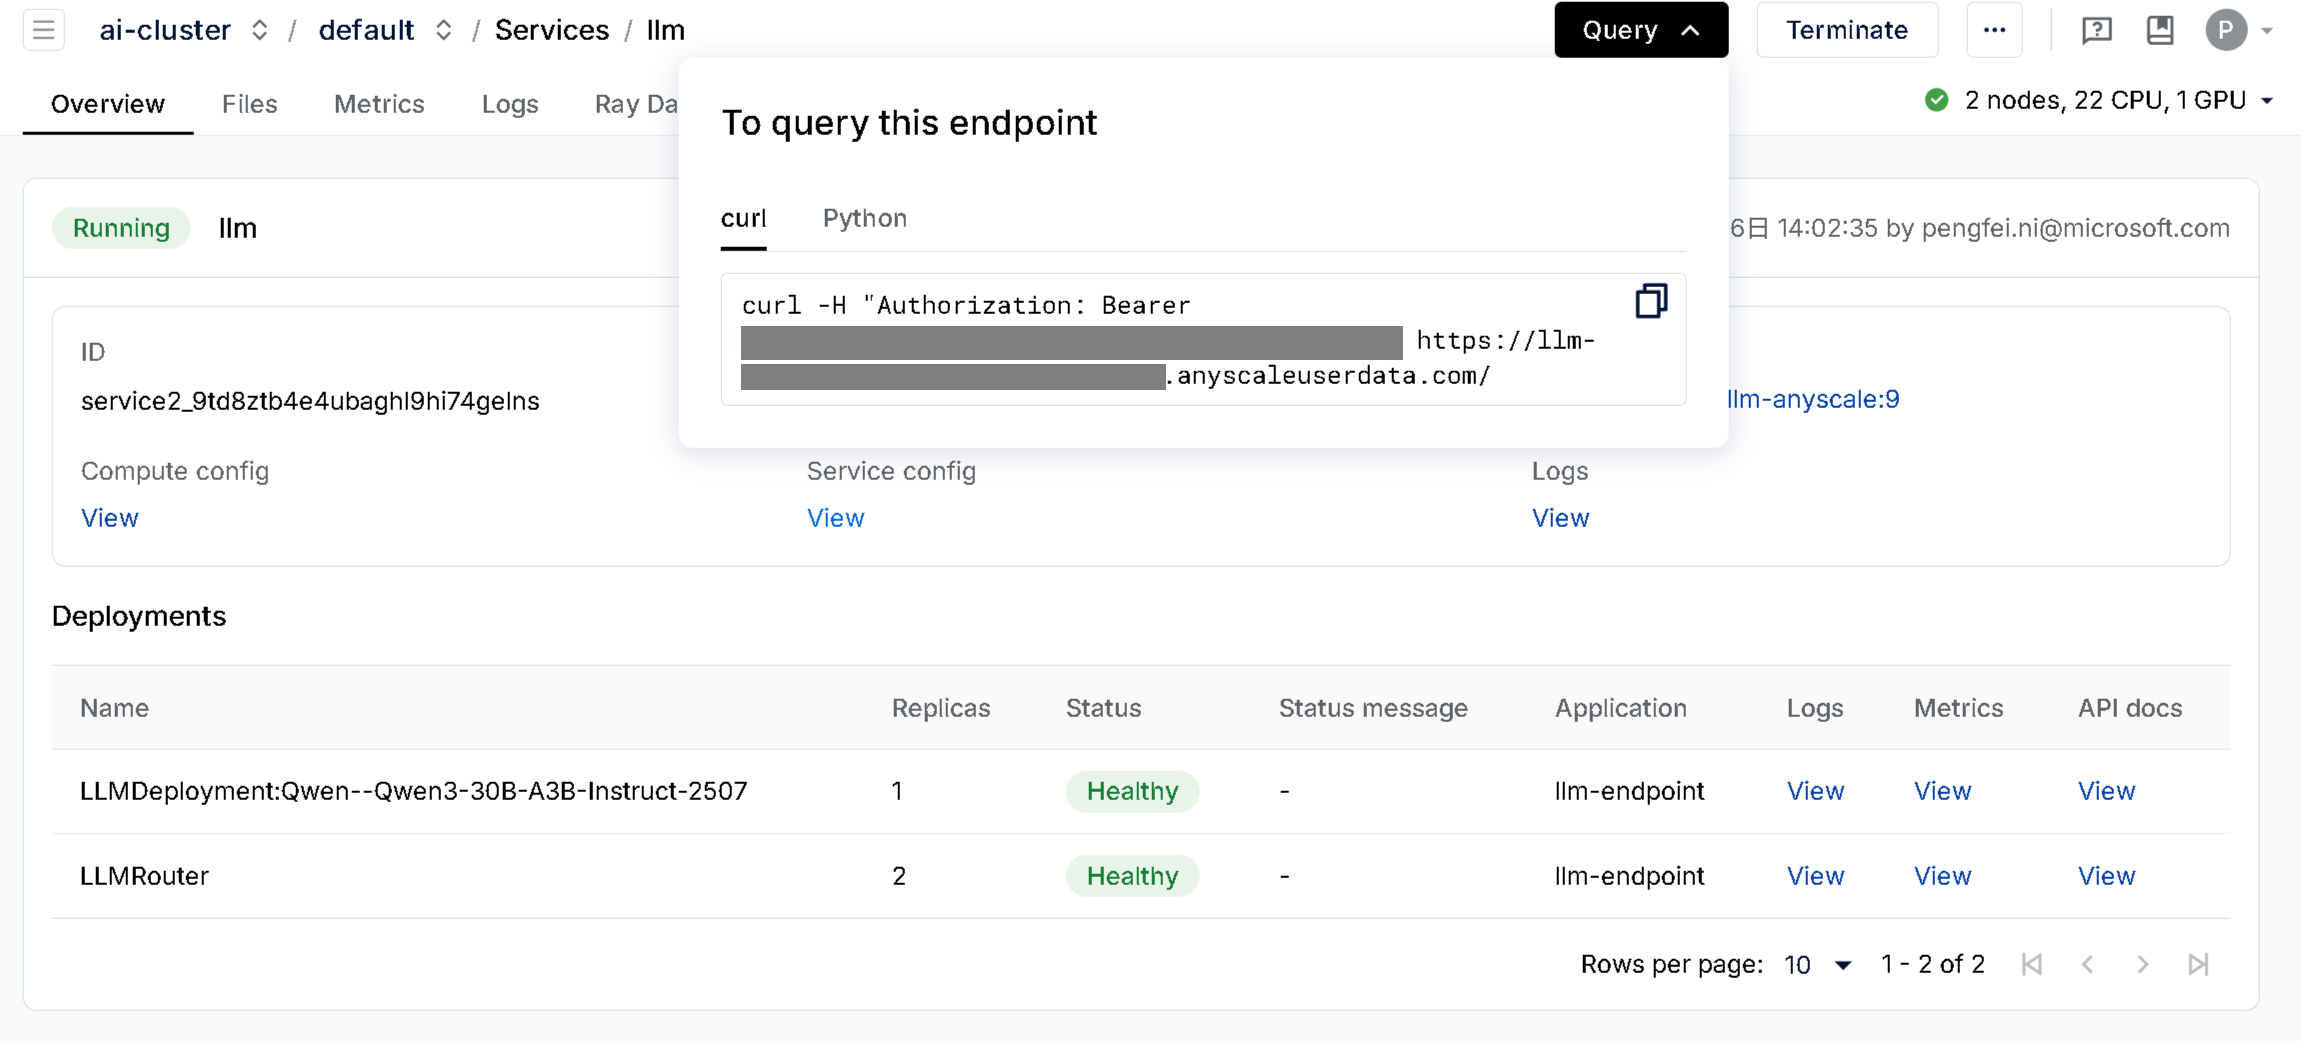 ai-cluster / default / Services / llm
Query
Terminate
...
P
Overview
Files
Metrics
Logs
Ray Da
2 nodes, 22 CPU, 1 GPU
To query this endpoint
curl
Python
curl -H "Authorization: Bearer
https://llm-
.anyscaleuserdata.com/
Running
llm
6日 14:02:35 by pengfei.ni@microsoft.com
ID
service2_9td8ztb4e4ubaghl9hi74gelns
llm-anyscale:9
Compute config
Service config
Logs
View
View
View
Deployments
Name Replicas Status Status message Application Logs Metrics API docs
LLMDeployment:Qwen--Qwen3-30B-A3B-Instruct-2507 1 Healthy - llm-endpoint View View View
LLMRouter 2 Healthy - llm-endpoint View View View
Rows per page: 10 1 - 2 of 2